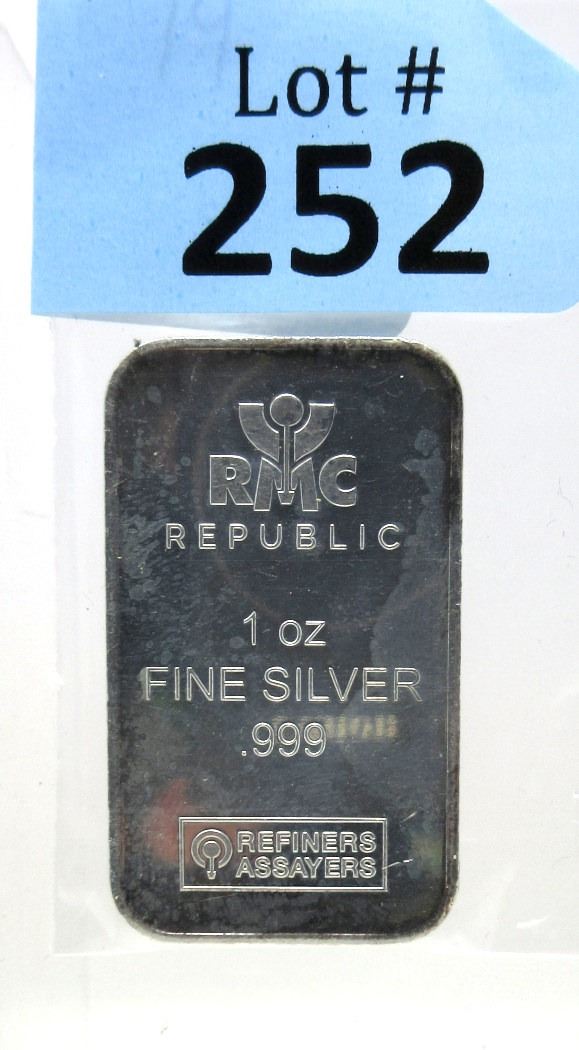 Lot #
252
RMC
REPUBLIC
1 oz
FINE SILVER
.999
REFINERS
ASSAYERS